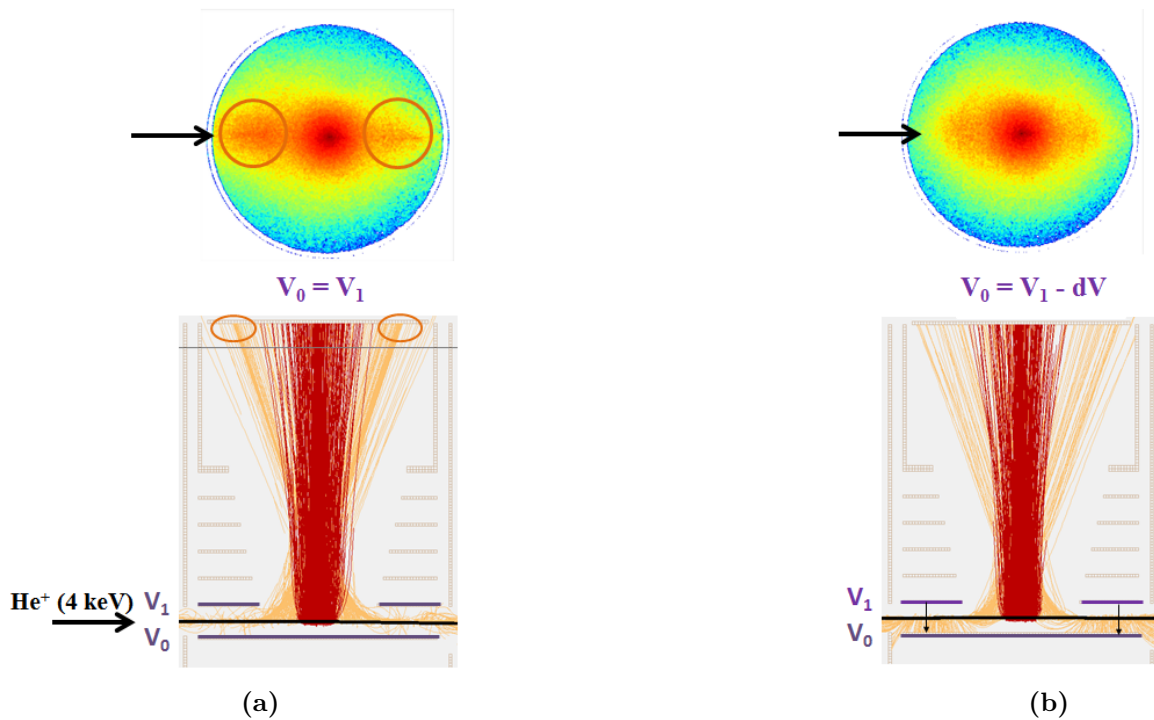 V₀ = V₁
V₀ = V₁ - dV
He⁺ (4 keV)
V₁
V₀
V₁
V₀
(a)
(b)